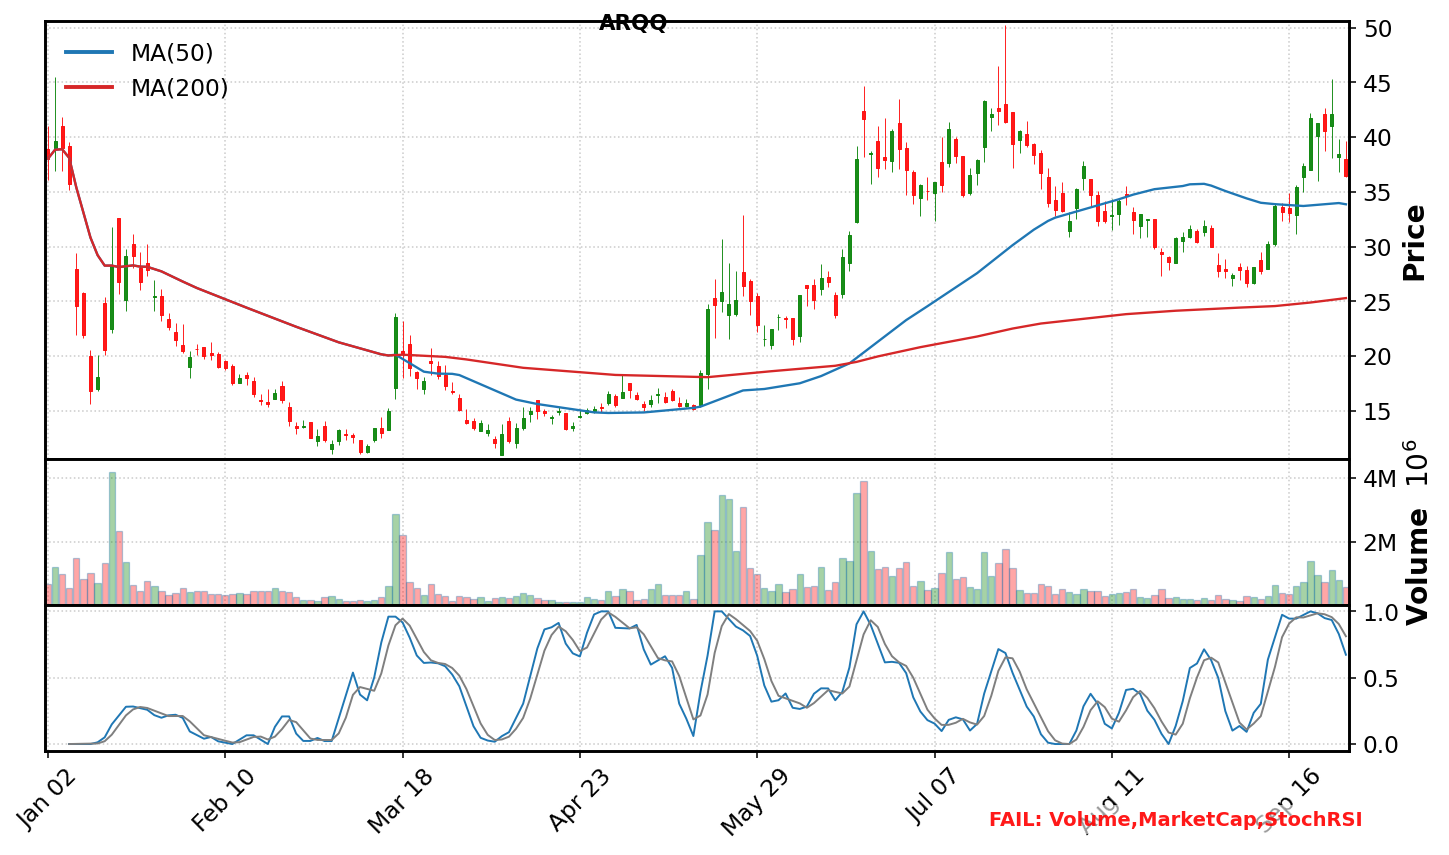 ARQQ
MA(50)
MA(200)
50
45
40
35
30
25
20
15
Price
4M
2M
Volume 10^6
1.0
0.5
0.0
Jan 02
Feb 10
Mar 18
Apr 23
May 29
Jul 07
Aug 11
Sep 16
FAIL: Volume,MarketCap,StochRSI